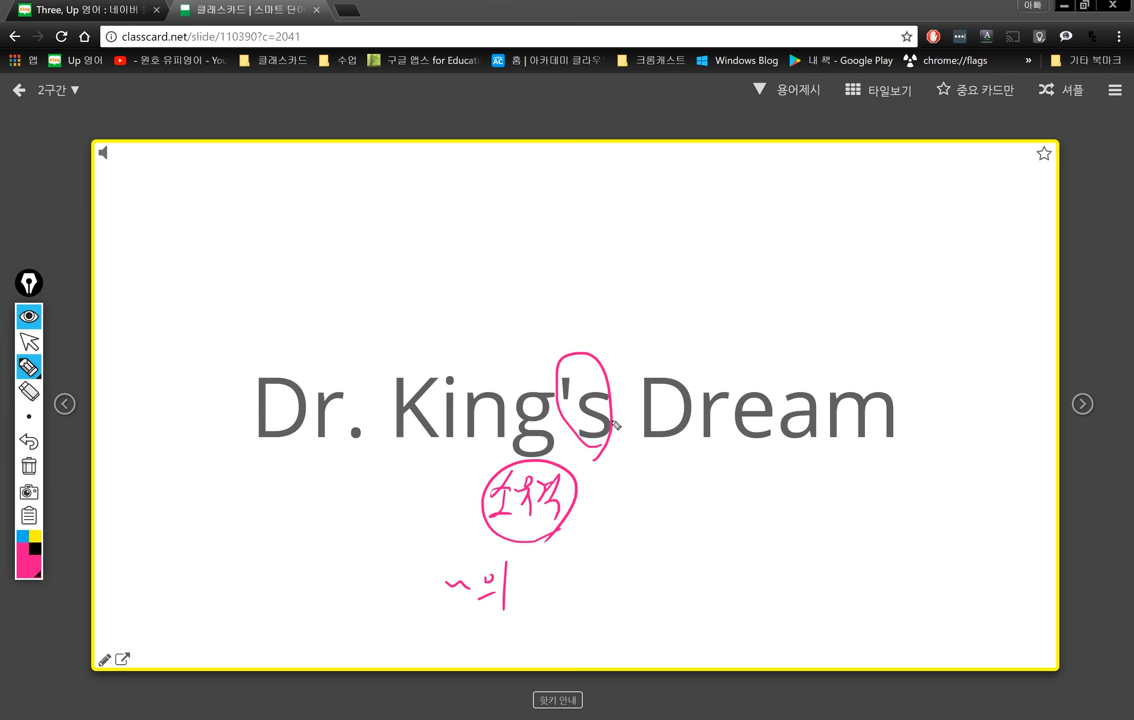 Three, Up 영어 : 네이버
클래스카드 | 스마트 단어
아빠
classcard.net/slide/110390?c=2041
앱
Up 영어
- 원호 유피영어 - You
클래스카드
수업
구글 앱스 for Educati
AC
홈 | 아카데미 클라우드
크롬캐스트
Windows Blog
내 책 - Google Play
chrome://flags
»
기타 북마크
2구간 ▼
▼ 용어제시
타일보기
중요 카드만
셔플
Dr. King's Dream
소유격
~의
핫키 안내